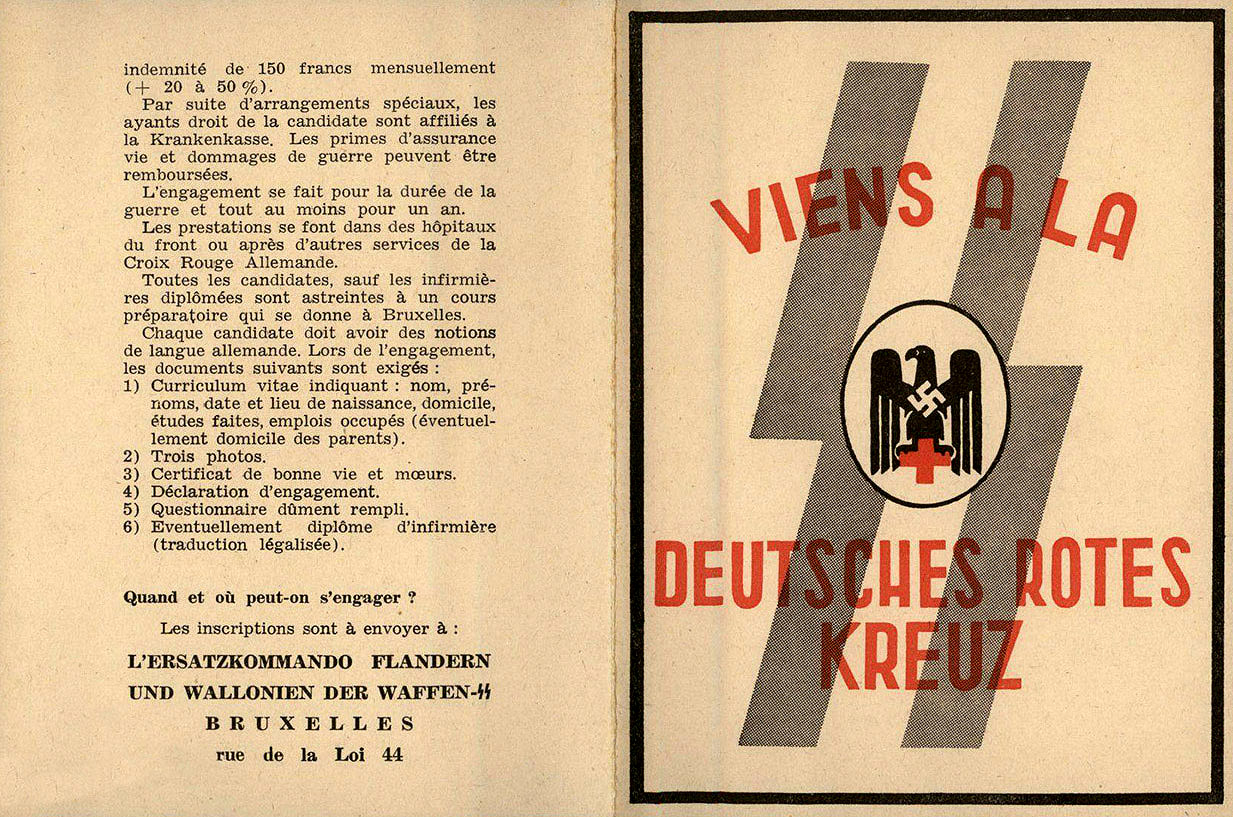 indemnité de 150 francs mensuellement
(+ 20 à 50 %).
Par suite d'arrangements spéciaux, les
ayants droit de la candidate sont affiliés à
la Krankenkasse. Les primes d'assurance
vie et dommages de guerre peuvent être
remboursées.
L'engagement se fait pour la durée de la
guerre et tout au moins pour un an.
Les prestations se font dans des hôpitaux
du front ou après d'autres services de la
Croix Rouge Allemande.
Toutes les candidates, sauf les infirmiè-
res diplômées sont astreintes à un cours
préparatoire qui se donne à Bruxelles.
Chaque candidate doit avoir des notions
de langue allemande. Lors de l'engagement,
les documents suivants sont exigés :
1) Curriculum vitae indiquant : nom, pré-
noms, date et lieu de naissance, domicile,
études faites, emplois occupés (éventuel-
lement domicile des parents).
2) Trois photos.
3) Certificat de bonne vie et mœurs.
4) Déclaration d'engagement.
5) Questionnaire dûment rempli.
6) Eventuellement diplôme d'infirmière
(traduction légalisée).
Quand et où peut-on s'engager ?
Les inscriptions sont à envoyer à :
L'ERSATZKOMMANDO FLANDERN
UND WALLONIEN DER WAFFEN-SS
BRUXELLES
rue de la Loi 44
SS
VIENS A LA
DEUTSCHES ROTES
KREUZ